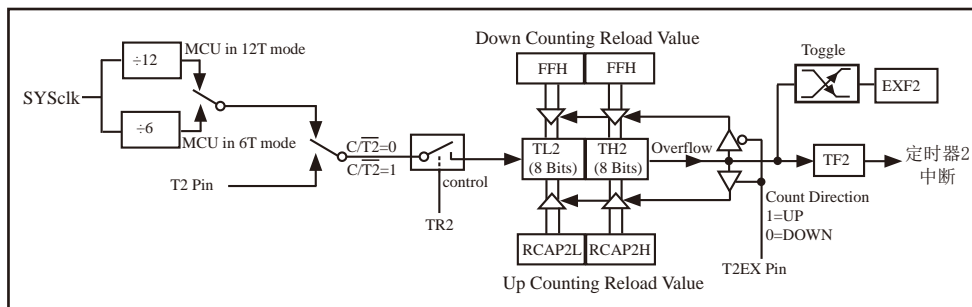 Down Counting Reload Value
MCU in 12T mode
÷12
FFH
FFH
Toggle
EXF2
SYSclk
÷6
MCU in 6T mode
C/T2=0
C/T2=1
TL2
(8 Bits)
TH2
(8 Bits)
Overflow
TF2
定时器2
中断
T2 Pin
control
TR2
Count Direction
1=UP
0=DOWN
RCAP2L
RCAP2H
T2EX Pin
Up Counting Reload Value